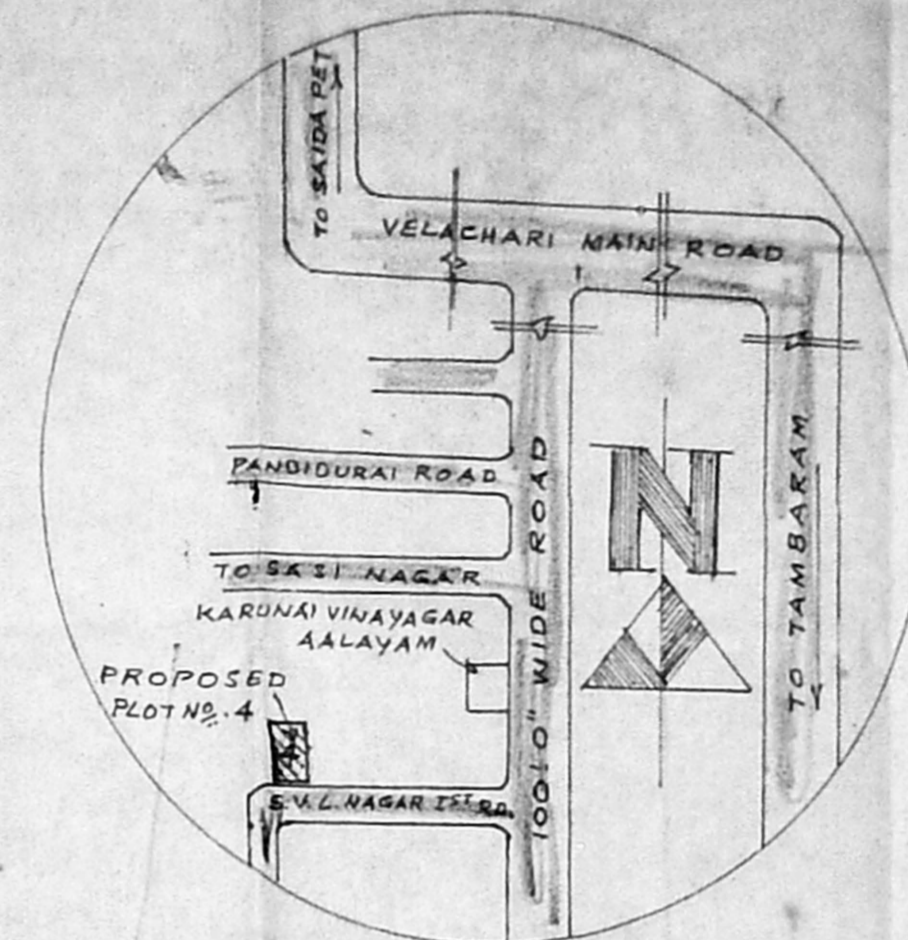 TO SAIDA PET
VELACHARI MAIN ROAD
PANDIDURAI ROAD
TO SASI NAGAR
KARUNAI VINAYAGAR
AALAYAM
PROPOSED
PLOT Nº. 4
S.V.L. NAGAR IST RD.
100'0" WIDE ROAD
N
TO TAMBARAM